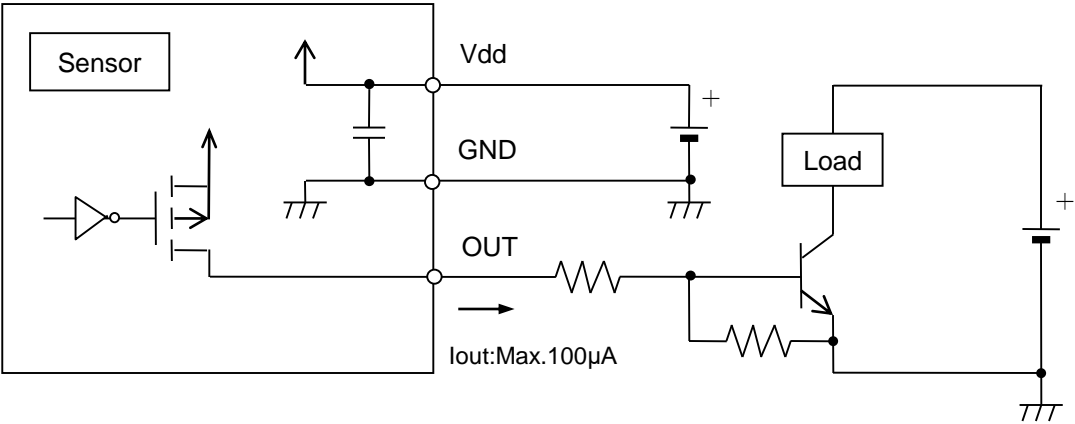 Sensor
Vdd
+
GND
Load
+
OUT
Iout:Max.100μA